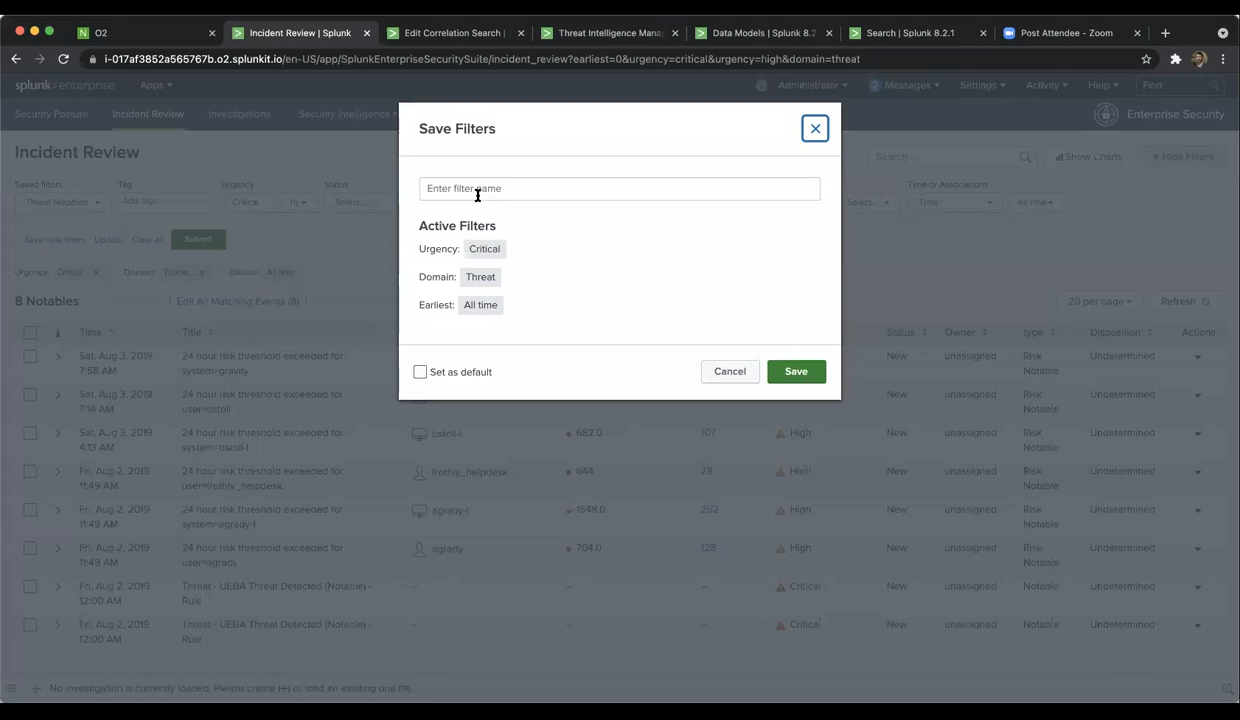 O2
Incident Review | Splunk
Edit Correlation Search |
Threat Intelligence Mana
Data Models | Splunk 8.2
Search | Splunk 8.2.1
Post Attendee - Zoom
i-017af3852a565767b.o2.splunkit.io/en-US/app/SplunkEnterpriseSecuritySuite/incident_review?earliest=0&urgency=critical&urgency=high&domain=threat
splunk>enterprise Apps
Administrator 2 Messages Settings Activity Help Find
Security Posture Incident Review Investigations Security Intelligence
Enterprise Security
Incident Review
Search... Show Charts Hide Filters
Saved filters Tag Urgency Status Time or Associations
Threat Notables Add tags... Critical Select... Select... Time All time
Save new filters Update Clear all Submit
Urgency: Critical × Domain: Threat Earliest: All time
8 Notables Edit All Matching Events (8) 20 per page Refresh
i Time Title Status Owner type Disposition Actions
Sat, Aug 3, 2019 24 hour risk threshold exceeded for New unassigned Risk Undetermined
7:58 AM system=gravity Notable
Sat, Aug 3, 2019 24 hour risk threshold exceeded for New unassigned Risk Undetermined
7:14 AM user=bstoll Notable
Sat, Aug 3, 2019 24 hour risk threshold exceeded for bstoll-l 682.0 107 High New unassigned Risk Undetermined
4:13 AM system=bstoll-l Notable
Fri, Aug 2, 2019 24 hour risk threshold exceeded for frothly_helpdesk 644 28 High New unassigned Risk Undetermined
11:49 AM user=frothly_helpdesk Notable
Fri, Aug 2, 2019 24 hour risk threshold exceeded for agrady-l 1548.0 252 High New unassigned Risk Undetermined
11:49 AM system=agrady-l Notable
Fri, Aug 2, 2019 24 hour risk threshold exceeded for agrady 704.0 128 High New unassigned Risk Undetermined
11:49 AM user=agrady Notable
Fri, Aug 2, 2019 Threat - UEBA Threat Detected (Notable) - -- -- -- Critical New unassigned Notable Undetermined
12:00 AM Rule
Fri, Aug 2, 2019 Threat - UEBA Threat Detected (Notable) - -- -- -- Critical New unassigned Notable Undetermined
12:00 AM Rule
No investigation is currently loaded. Please create (+) or load an existing one
Save Filters
Enter filter name
Active Filters
Urgency: Critical
Domain: Threat
Earliest: All time
Set as default Cancel Save